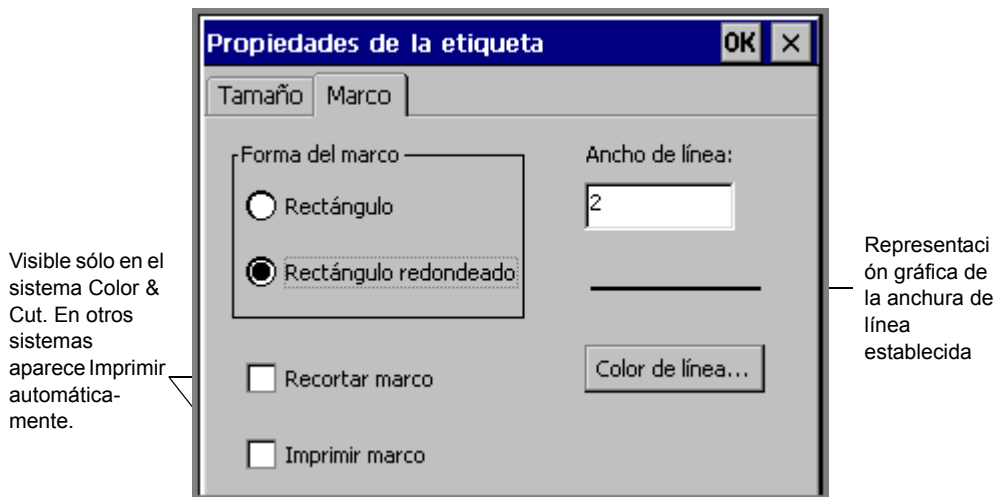 Propiedades de la etiqueta OK ×
Tamaño Marco
Forma del marco
Rectángulo
Rectángulo redondeado
Ancho de línea:
2
Recortar marco
Color de línea...
Imprimir marco
Visible sólo en el
sistema Color &
Cut. En otros
sistemas
aparece Imprimir
automática-
mente.
Representaci
ón gráfica de
la anchura de
línea
establecida